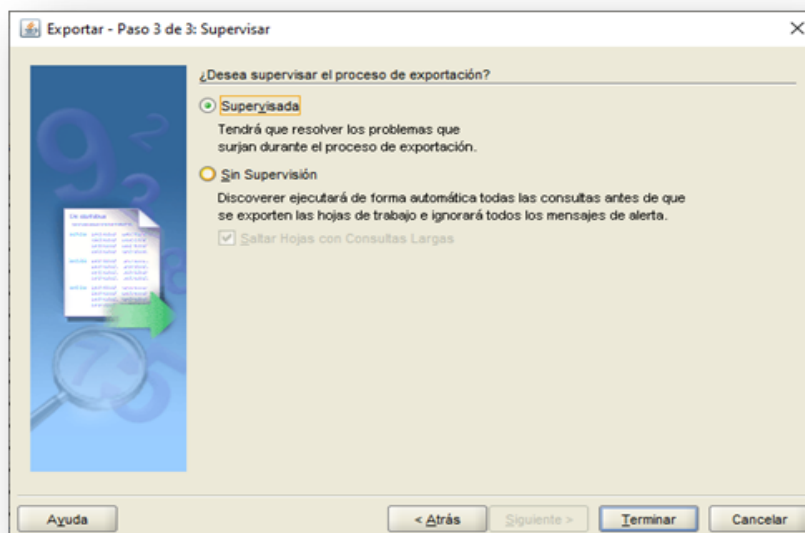 Exportar - Paso 3 de 3: Supervisar
¿Desea supervisar el proceso de exportación?
Supervisada
Tendrá que resolver los problemas que
surjan durante el proceso de exportación.
Sin Supervisión
Discoverer ejecutará de forma automática todas las consultas antes de que
se exporten las hojas de trabajo e ignorará todos los mensajes de alerta.
Saltar Hojas con Consultas Largas
Ayuda
< Atrás
Siguiente >
Terminar
Cancelar